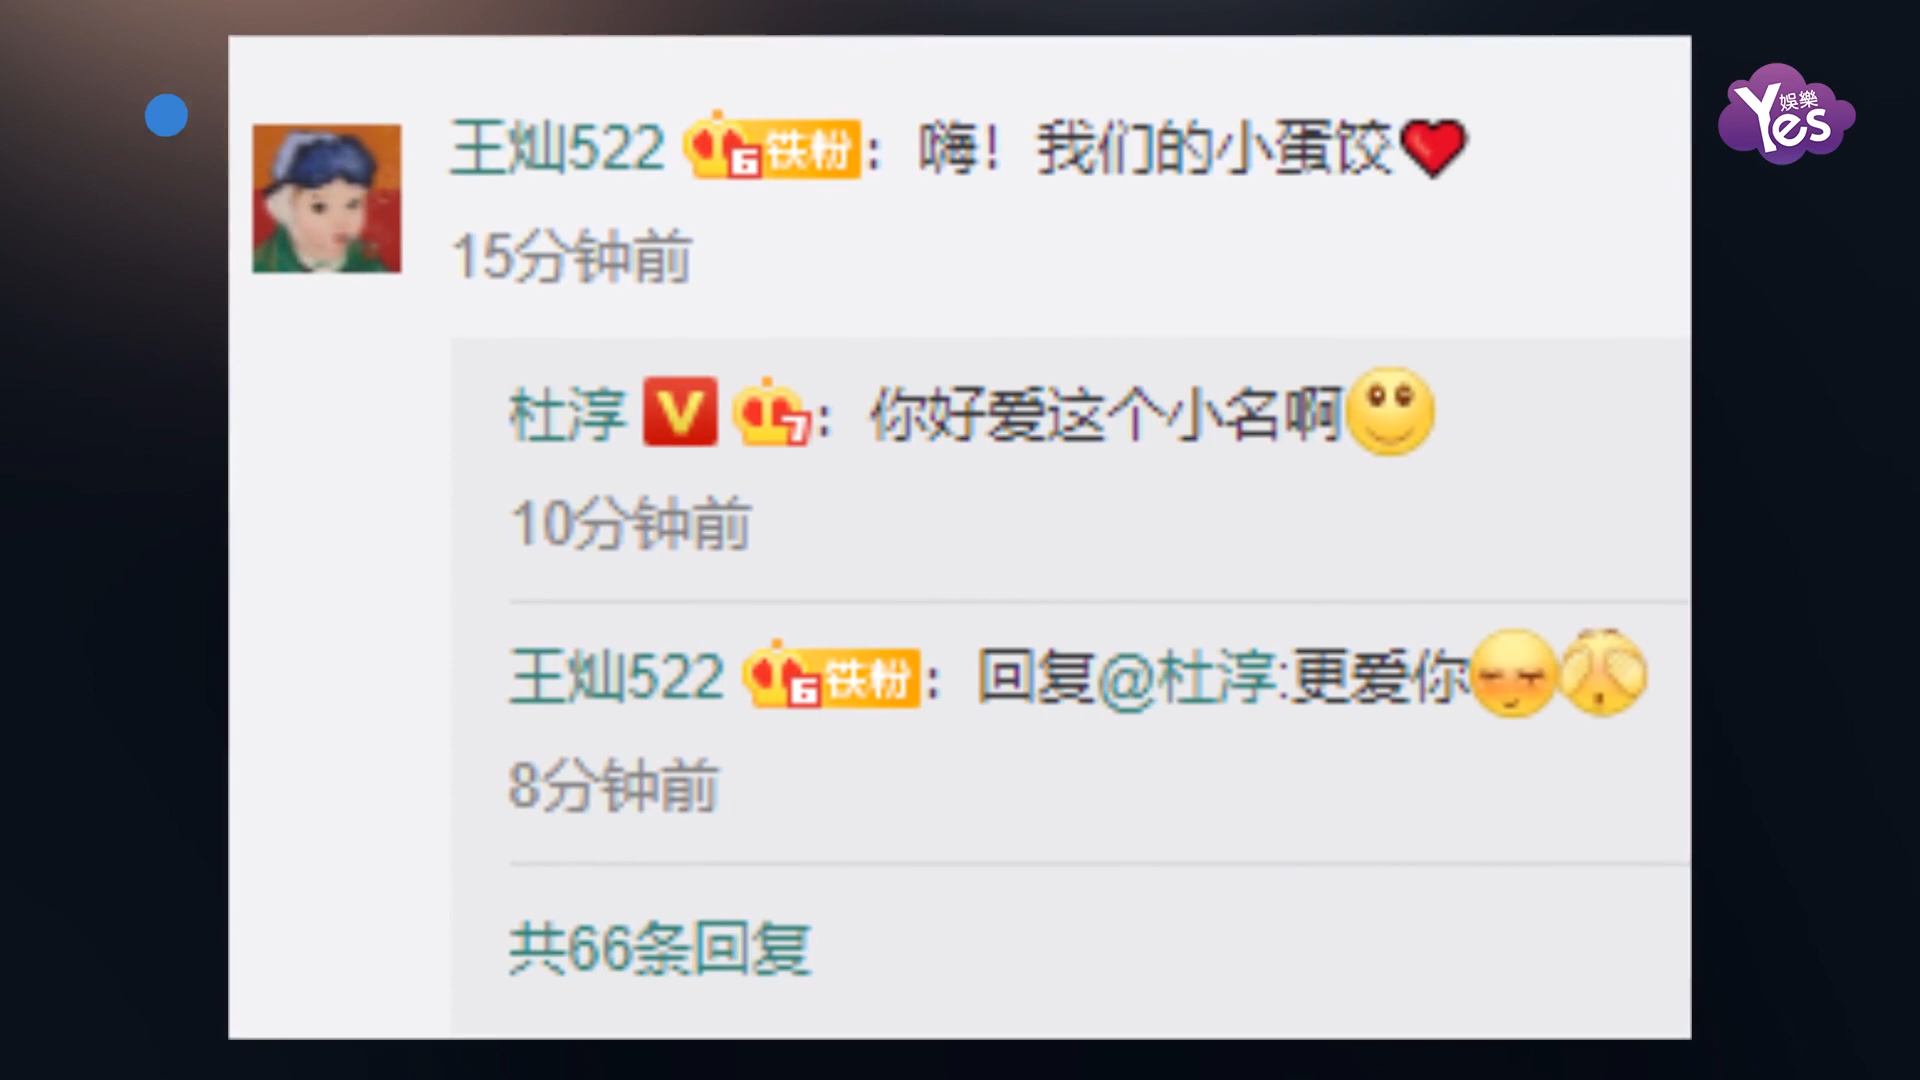 Yes 娛樂
王灿522 6 铁粉：嗨！我们的小蛋饺
15分钟前
杜淳 V 7：你好爱这个小名啊
10分钟前
王灿522 6 铁粉：回复@杜淳:更爱你
8分钟前
共66条回复